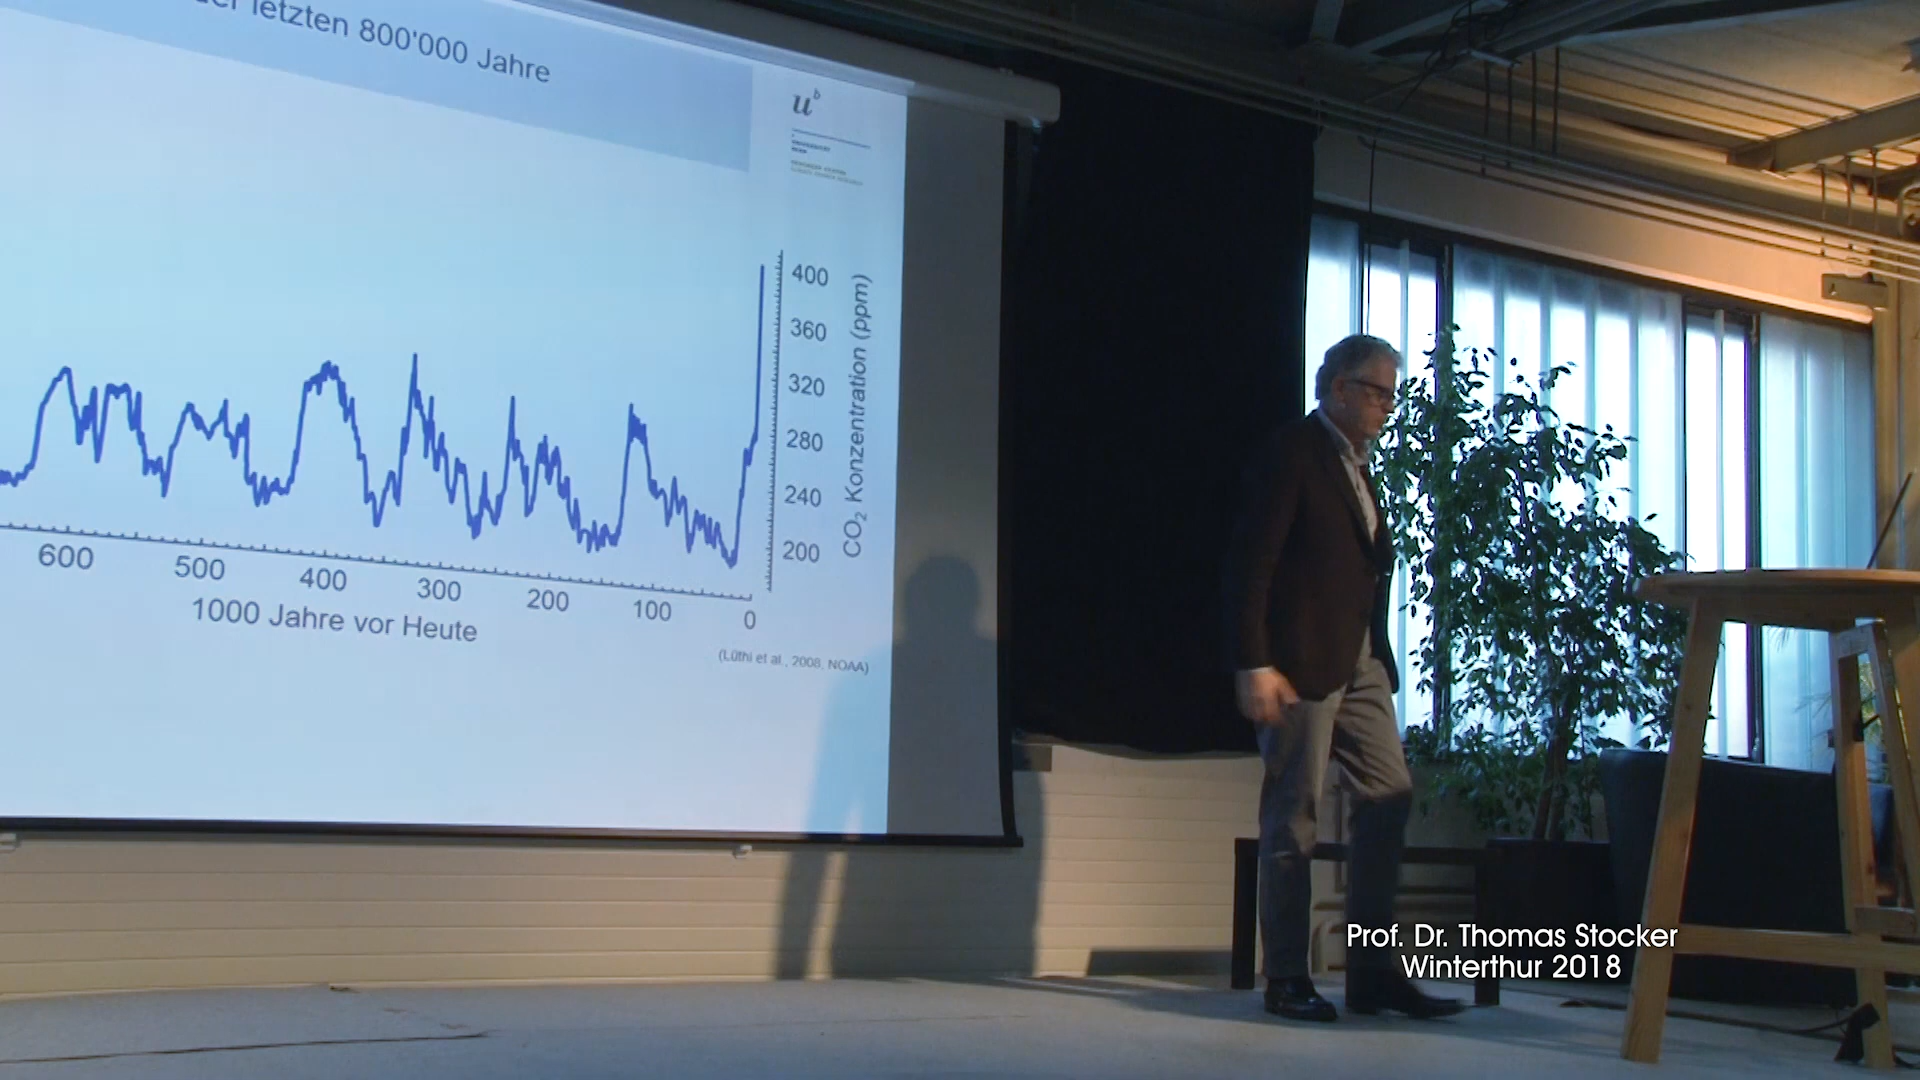 letzten 800'000 Jahre
u^b
400
360
320
280
240
200
CO₂ Konzentration (ppm)
600
500
400
300
200
100
0
1000 Jahre vor Heute
(Lüthi et al., 2008, NOAA)
Prof. Dr. Thomas Stocker
Winterthur 2018